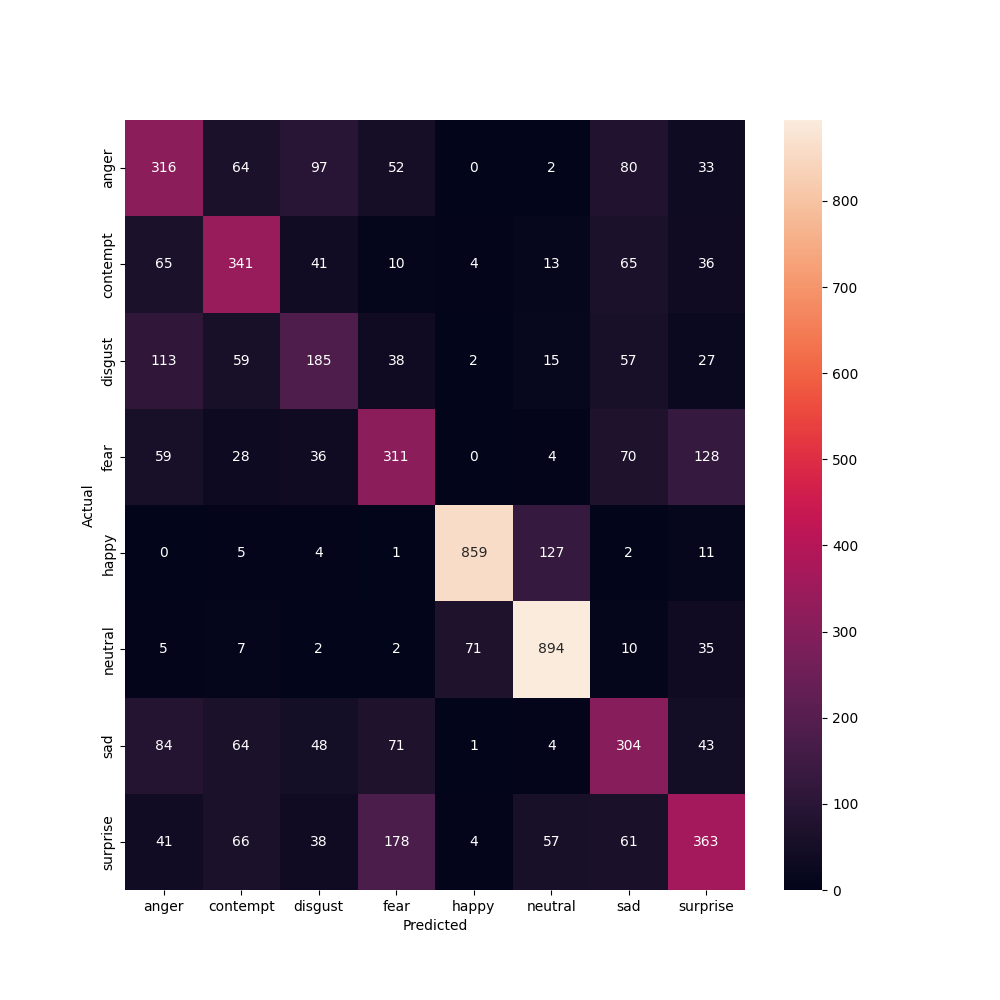 anger 316 64 97 52 0 2 80 33
contempt 65 341 41 10 4 13 65 36
disgust 113 59 185 38 2 15 57 27
fear 59 28 36 311 0 4 70 128
happy 0 5 4 1 859 127 2 11
neutral 5 7 2 2 71 894 10 35
sad 84 64 48 71 1 4 304 43
surprise 41 66 38 178 4 57 61 363
Actual
anger contempt disgust fear happy neutral sad surprise
Predicted
800
700
600
500
400
300
200
100
0